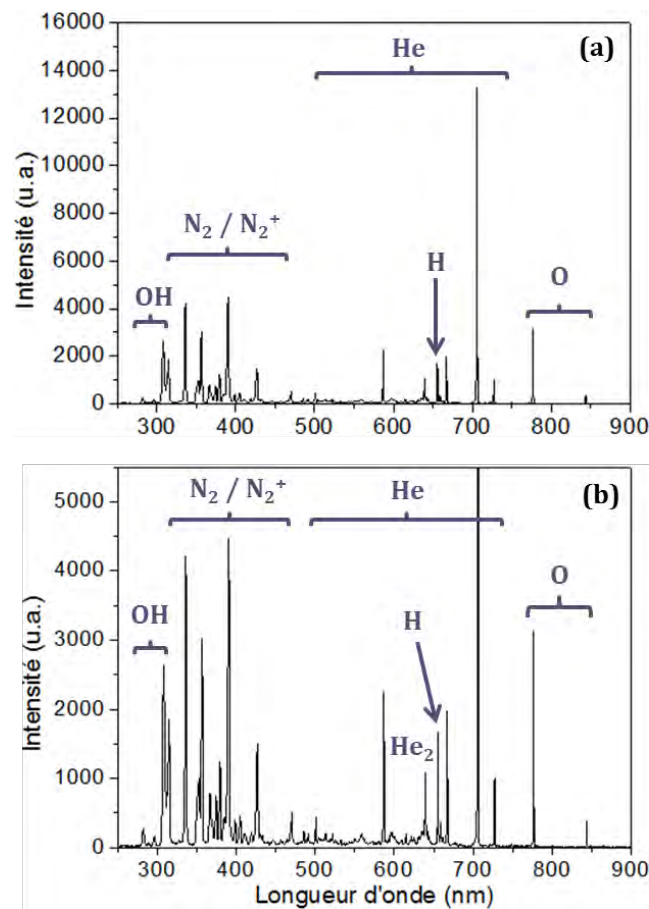 (a)
He
N₂ / N₂⁺
H
O
OH
Intensité (u.a.)
16000
14000
12000
10000
8000
6000
4000
2000
0
300 400 500 600 700 800 900
(b)
N₂ / N₂⁺
He
O
OH
H
He₂
Intensité (u.a.)
5000
4000
3000
2000
1000
0
300 400 500 600 700 800 900
Longueur d'onde (nm)